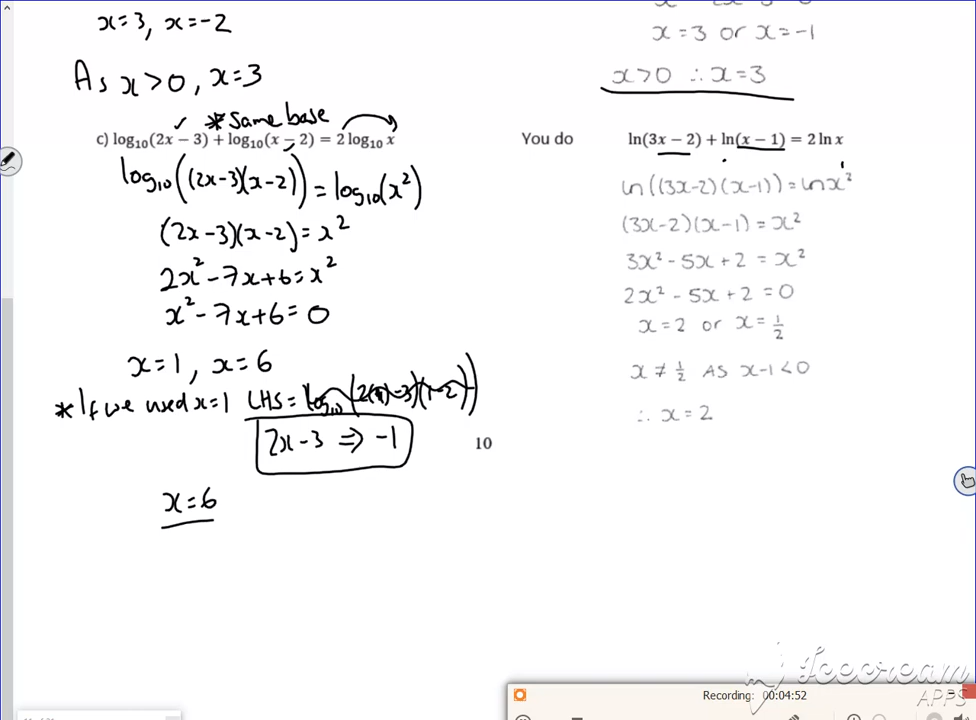 x=3, x=-2
As x>0, x=3
* Same base
c) log₁₀(2x − 3) + log₁₀(x − 2) = 2 log₁₀ x
log₁₀((2x-3)(x-2)) = log₁₀(x²)
(2x-3)(x-2) = x²
2x² - 7x + 6 = x²
x² - 7x + 6 = 0
x=1, x=6
* If we used x=1 LHS = log₁₀(2(1)-3)(1-2))
2x-3 ⇒ -1
x=6
10
x = 3 or x = -1
x>0 ∴ x=3
You do ln(3x − 2) + ln(x − 1) = 2 ln x
ln((3x-2)(x-1)) = lnx²
(3x-2)(x-1) = x²
3x² - 5x + 2 = x²
2x² - 5x + 2 = 0
x = 2 or x = ½
x ≠ ½ AS x-1<0
∴ x = 2
Icecream
APPS
Recording: 00:04:52